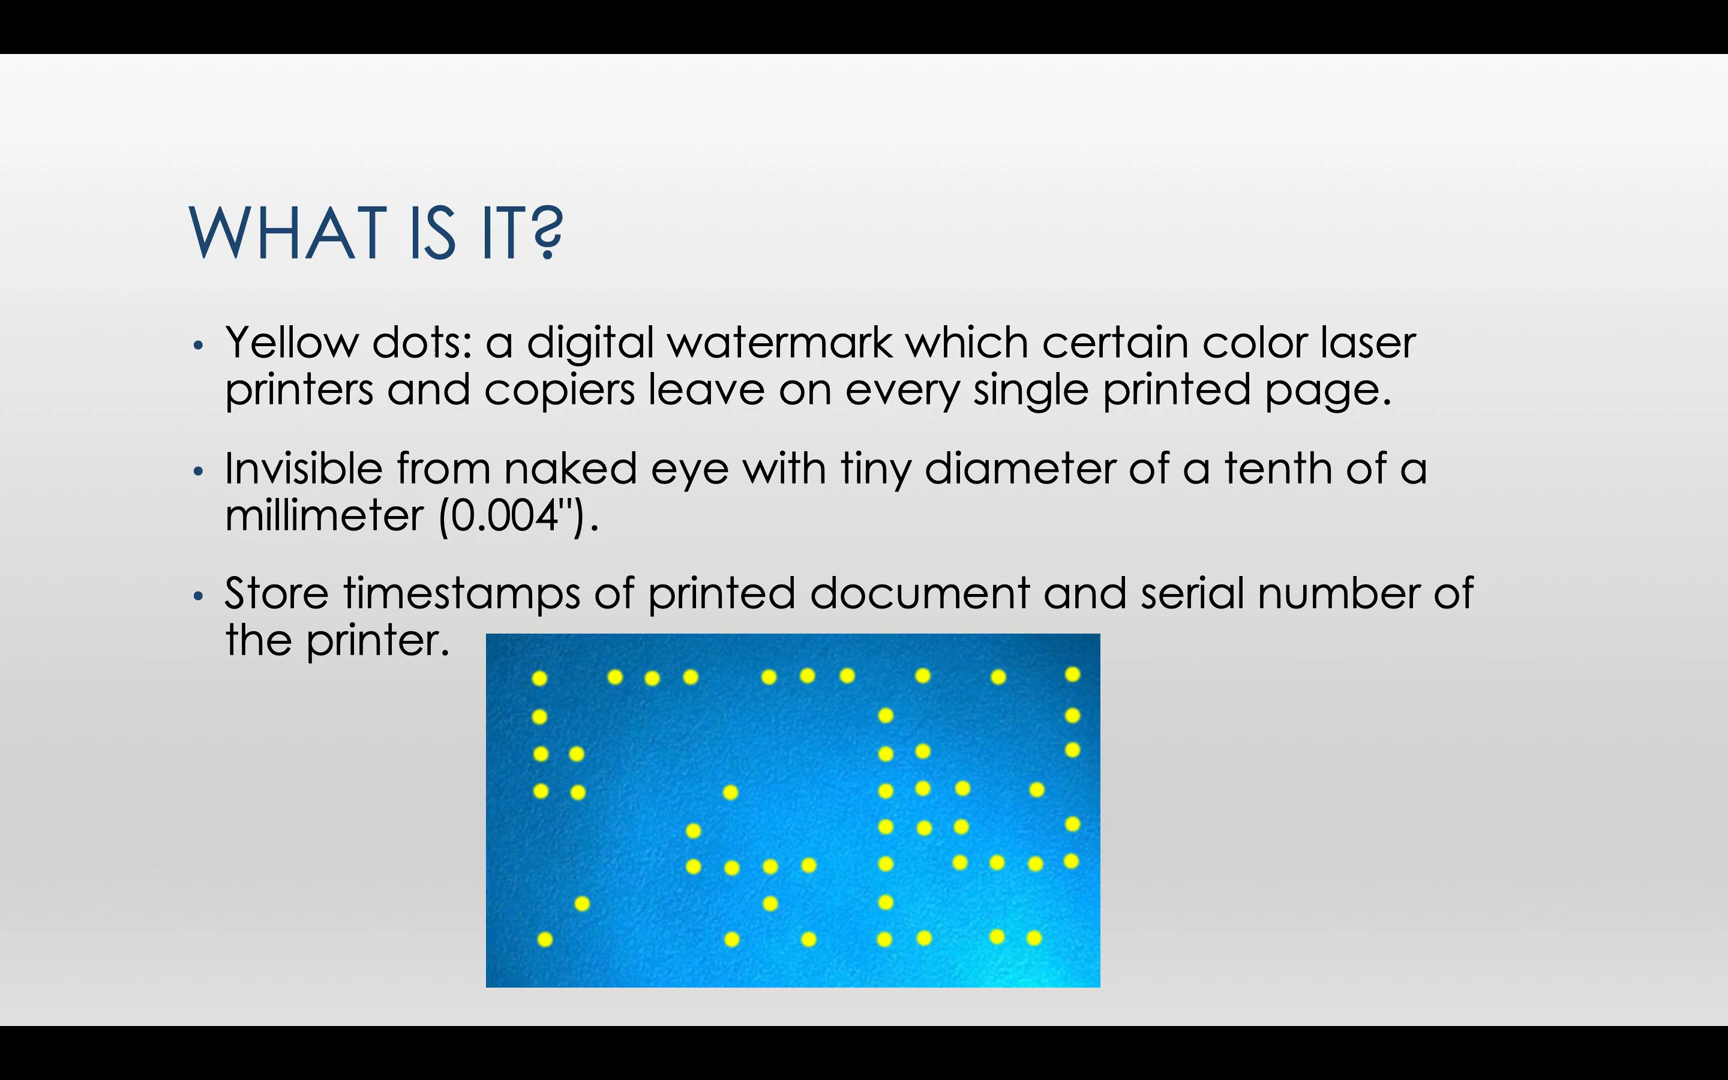 WHAT IS IT?
• Yellow dots: a digital watermark which certain color laser
printers and copiers leave on every single printed page.
• Invisible from naked eye with tiny diameter of a tenth of a
millimeter (0.004").
• Store timestamps of printed document and serial number of
the printer.